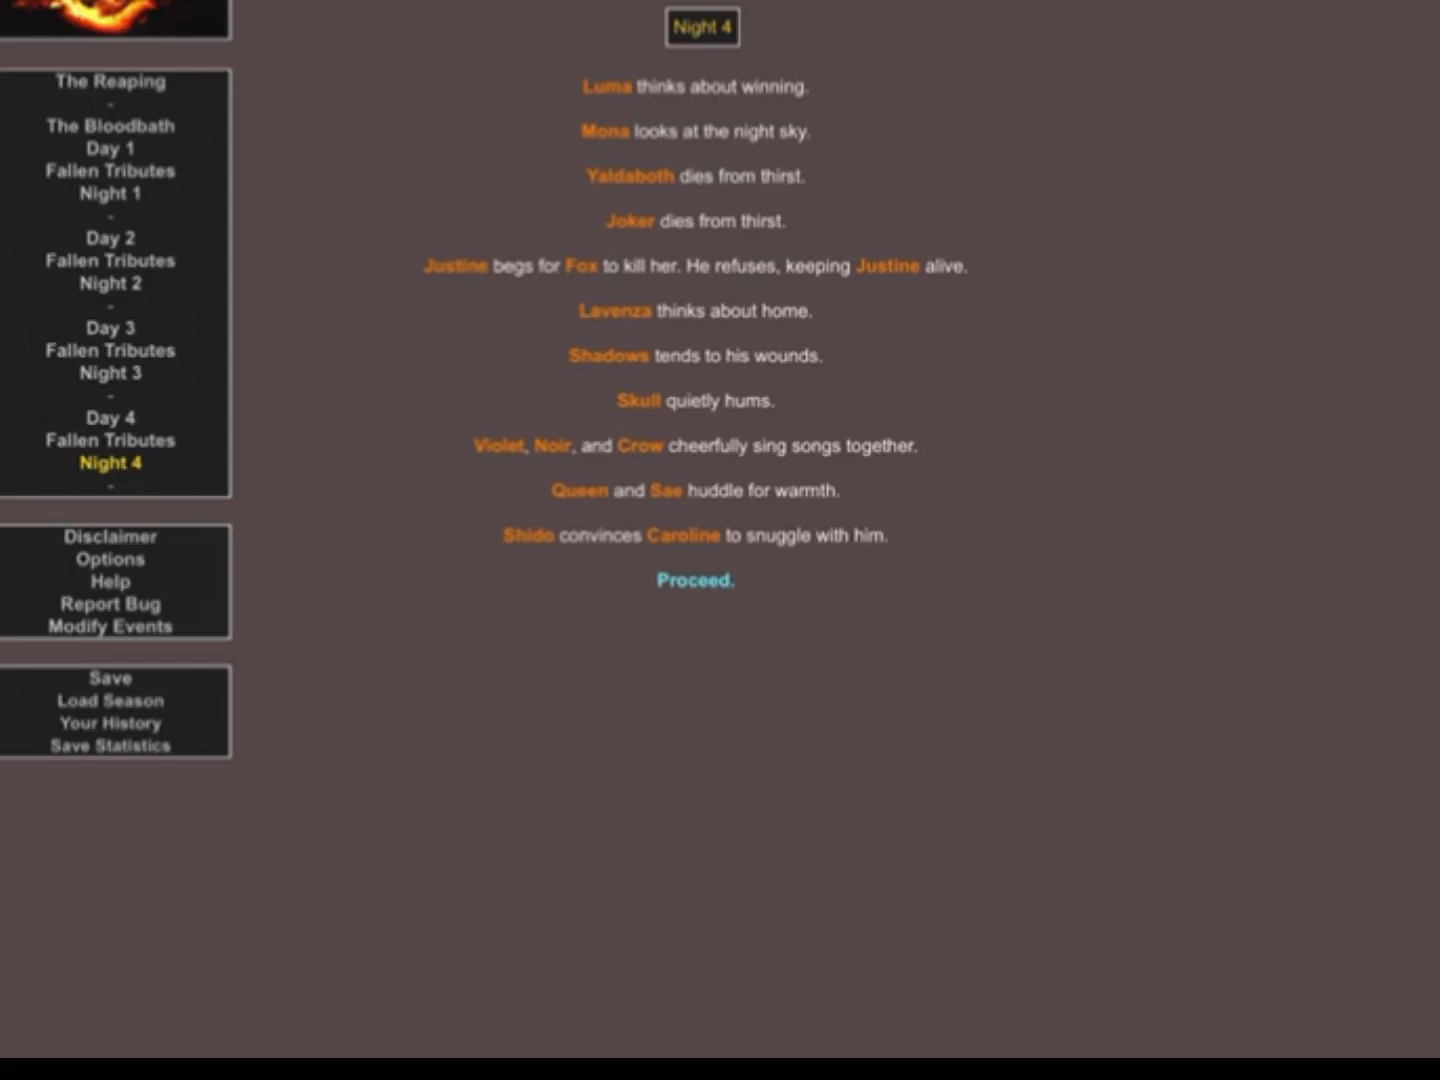 Night 4
The Reaping
-
The Bloodbath
Day 1
Fallen Tributes
Night 1
-
Day 2
Fallen Tributes
Night 2
-
Day 3
Fallen Tributes
Night 3
-
Day 4
Fallen Tributes
Night 4
-
Disclaimer
Options
Help
Report Bug
Modify Events
Save
Load Season
Your History
Save Statistics
Luma thinks about winning.
Mona looks at the night sky.
Yaldaboth dies from thirst.
Joker dies from thirst.
Justine begs for Fox to kill her. He refuses, keeping Justine alive.
Lavenza thinks about home.
Shadows tends to his wounds.
Skull quietly hums.
Violet, Noir, and Crow cheerfully sing songs together.
Queen and Sae huddle for warmth.
Shido convinces Caroline to snuggle with him.
Proceed.